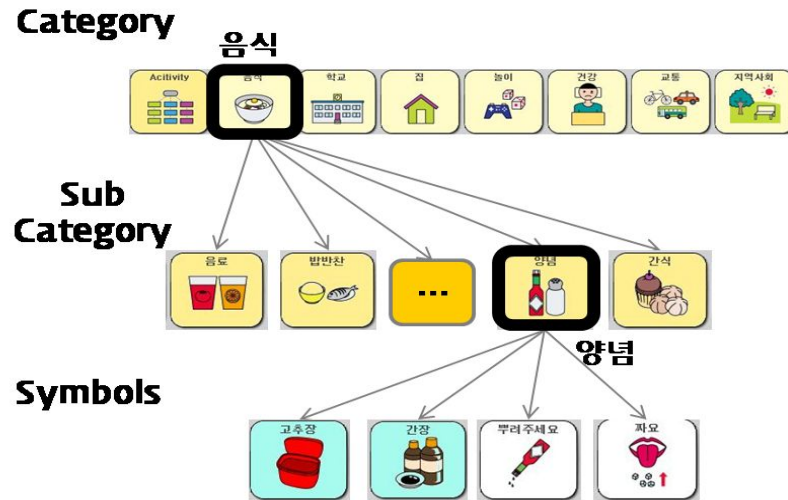 Category
음식
Acitivity
음식
학교
집
놀이
건강
교통
지역사회
Sub
Category
음료
밥반찬
...
양념
간식
양념
Symbols
고추장
간장
뿌려주세요
짜요